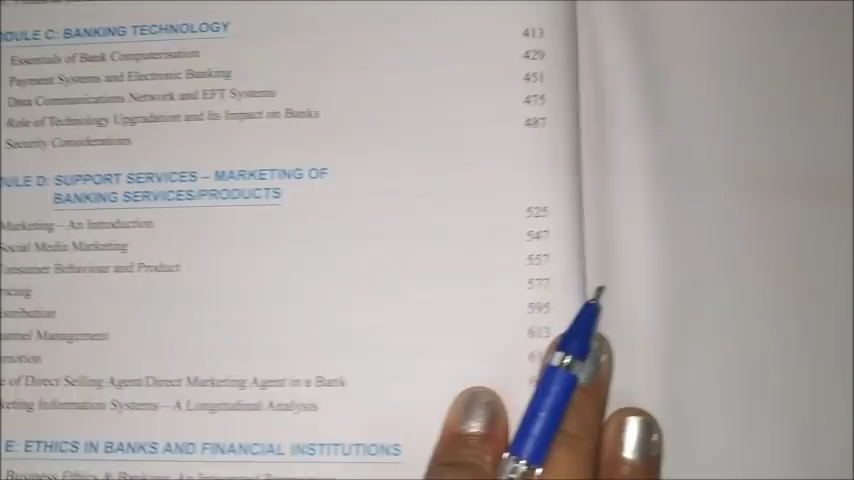 DULE C: BANKING TECHNOLOGY
Essentials of Bank Computerisation 413
Payment Systems and Electronic Banking 429
Data Communications Network and EFT Systems 451
Role of Technology Upgradation and its Impact on Banks 475
Security Considerations 487
ULE D: SUPPORT SERVICES – MARKETING OF
BANKING SERVICES/PRODUCTS
Marketing—An Introduction 525
Social Media Marketing 547
Consumer Behaviour and Product 557
577
595
Management 613
of Direct Selling Agent/Direct Marketing Agent in a Bank
Information Systems—A Longitudinal Analysis
E: ETHICS IN BANKS AND FINANCIAL INSTITUTIONS
Business Ethics &